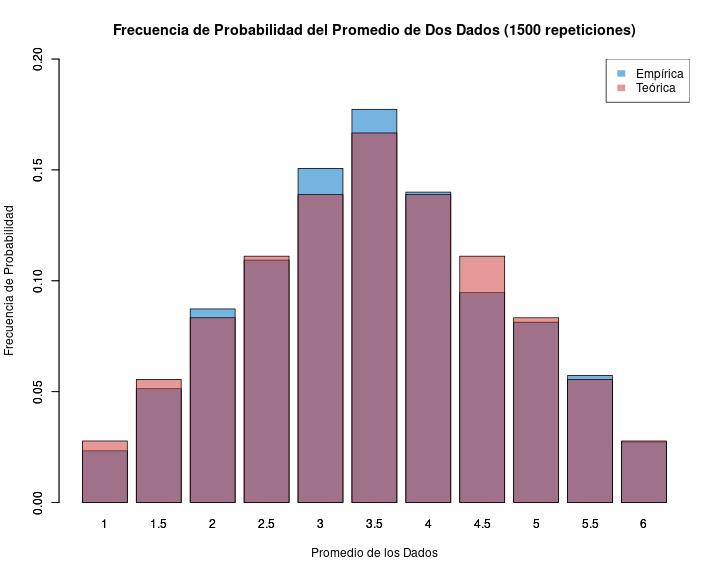 Frecuencia de Probabilidad del Promedio de Dos Dados (1500 repeticiones)
Empírica
Teórica
0.20
0.15
0.10
0.05
0.00
Frecuencia de Probabilidad
1 1.5 2 2.5 3 3.5 4 4.5 5 5.5 6
Promedio de los Dados